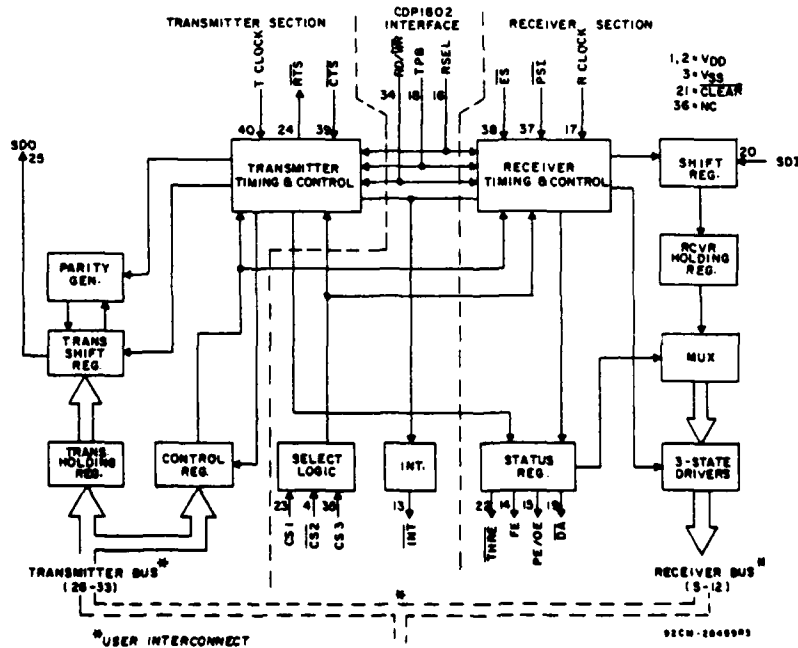 TRANSMITTER SECTION
CDP1802
INTERFACE
RECEIVER SECTION
T CLOCK
RTS
CTS
RD/WR
TPB
RSEL
ES
PSI
R CLOCK
1, 2 = VDD
3 = VSS
21 = CLEAR
36 = NC
34
18
16
40
24
39
38
37
17
SDO
25
20
SDI
TRANSMITTER
TIMING & CONTROL
RECEIVER
TIMING & CONTROL
SHIFT
REG.
PARITY
GEN.
RCVR
HOLDING
REG.
TRANS
SHIFT
REG.
MUX
TRANS
HOLDING
REG.
CONTROL
REG.
SELECT
LOGIC
INT.
STATUS
REG.
3-STATE
DRIVERS
23
4
13
22
14
15
19
CS1
CS2
CS3
INT
THRE
FE
PE/OE
DA
TRANSMITTER BUS*
(26-33)
RECEIVER BUS*
(5-12)
*
*USER INTERCONNECT